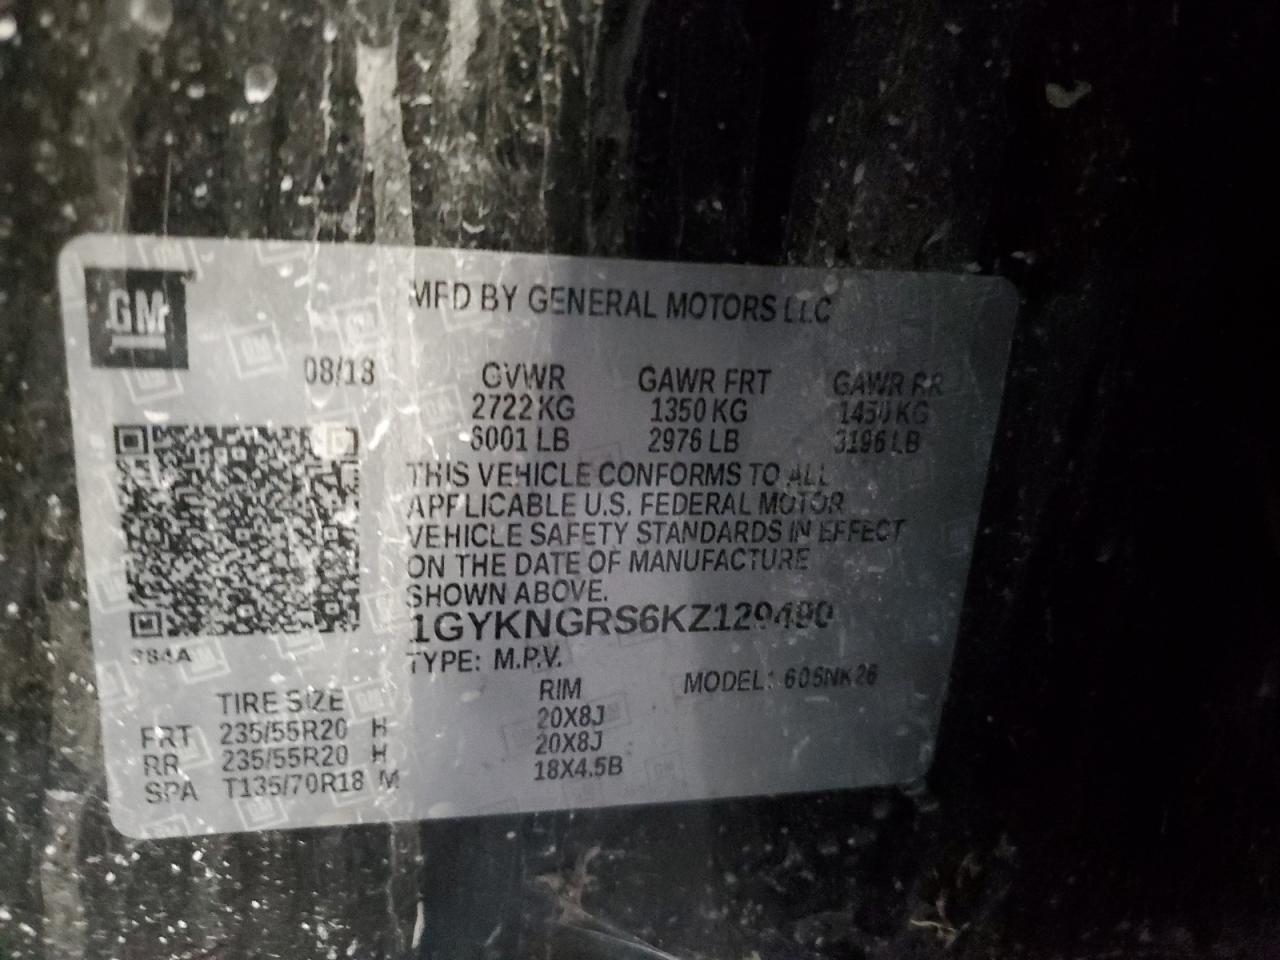 GM
MFD BY GENERAL MOTORS LLC
08/18
GVWR GAWR FRT GAWR RR
2722 KG 1350 KG 1450 KG
6001 LB 2976 LB 3196 LB
THIS VEHICLE CONFORMS TO ALL
APPLICABLE U.S. FEDERAL MOTOR
VEHICLE SAFETY STANDARDS IN EFFECT
ON THE DATE OF MANUFACTURE
SHOWN ABOVE.
1GYKNGRS6KZ129490
384A
TYPE: M.P.V. MODEL: 6O5NK26
TIRE SIZE RIM
FRT 235/55R20 H 20X8J
RR 235/55R20 H 20X8J
SPA T135/70R18 M 18X4.5B